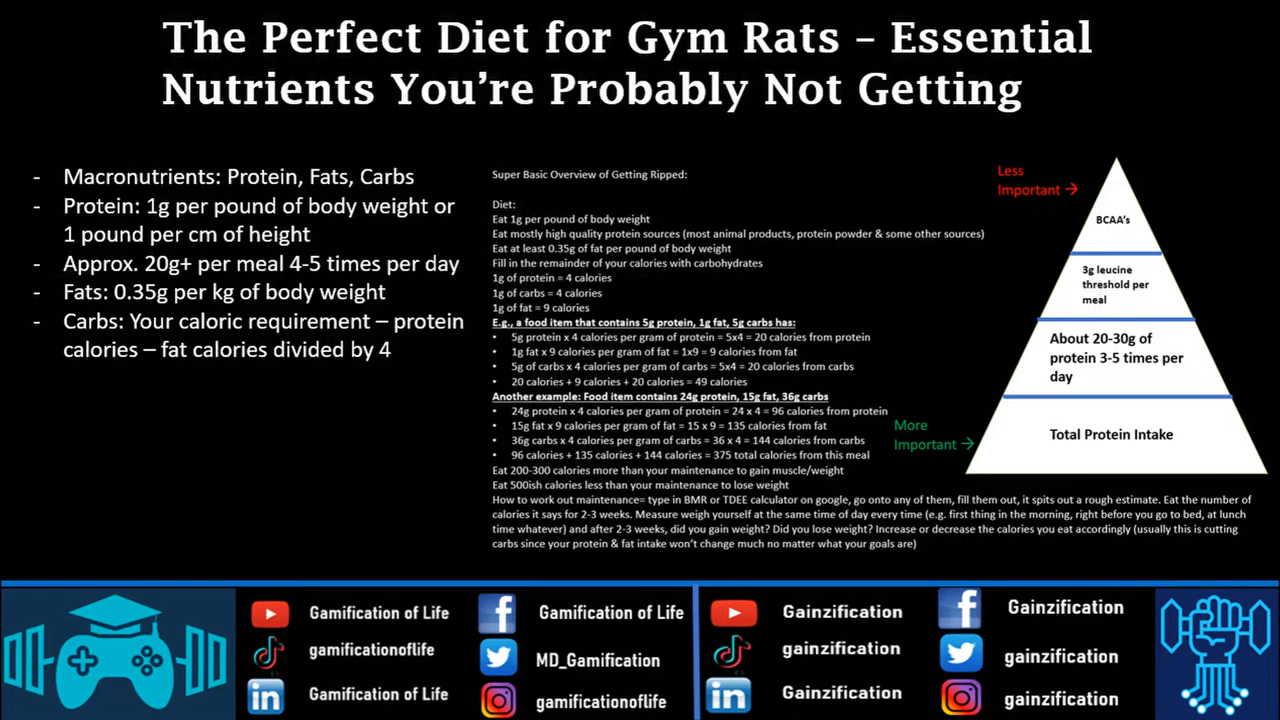 The Perfect Diet for Gym Rats – Essential
Nutrients You're Probably Not Getting
- Macronutrients: Protein, Fats, Carbs
- Protein: 1g per pound of body weight or
1 pound per cm of height
- Approx. 20g+ per meal 4-5 times per day
- Fats: 0.35g per kg of body weight
- Carbs: Your caloric requirement – protein
calories – fat calories divided by 4
Super Basic Overview of Getting Ripped:
Diet:
Eat 1g per pound of body weight
Eat mostly high quality protein sources (most animal products, protein powder & some other sources)
Eat at least 0.35g of fat per pound of body weight
Fill in the remainder of your calories with carbohydrates
1g of protein = 4 calories
1g of carbs = 4 calories
1g of fat = 9 calories
E.g., a food item that contains 5g protein, 1g fat, 5g carbs has:
• 5g protein x 4 calories per gram of protein = 5x4 = 20 calories from protein
• 1g fat x 9 calories per gram of fat = 1x9 = 9 calories from fat
• 5g of carbs x 4 calories per gram of carbs = 5x4 = 20 calories from carbs
• 20 calories + 9 calories + 20 calories = 49 calories
Another example: Food item contains 24g protein, 15g fat, 36g carbs
• 24g protein x 4 calories per gram of protein = 24 x 4 = 96 calories from protein
• 15g fat x 9 calories per gram of fat = 15 x 9 = 135 calories from fat
• 36g carbs x 4 calories per gram of carbs = 36 x 4 = 144 calories from carbs
• 96 calories + 135 calories + 144 calories = 375 total calories from this meal
Eat 200-300 calories more than your maintenance to gain muscle/weight
Eat 500ish calories less than your maintenance to lose weight
How to work out maintenance= type in BMR or TDEE calculator on google, go onto any of them, fill them out, it spits out a rough estimate. Eat the number of
calories it says for 2-3 weeks. Measure weigh yourself at the same time of day every time (e.g. first thing in the morning, right before you go to bed, at lunch
time whatever) and after 2-3 weeks, did you gain weight? Did you lose weight? Increase or decrease the calories you eat accordingly (usually this is cutting
carbs since your protein & fat intake won't change much no matter what your goals are)
Less
Important →
BCAA's
3g leucine
threshold per
meal
About 20-30g of
protein 3-5 times per
day
More
Important →
Total Protein Intake
Gamification of Life
gamificationoflife
Gamification of Life
Gamification of Life
MD_Gamification
gamificationoflife
Gainzification
gainzification
Gainzification
Gainzification
gainzification
gainzification